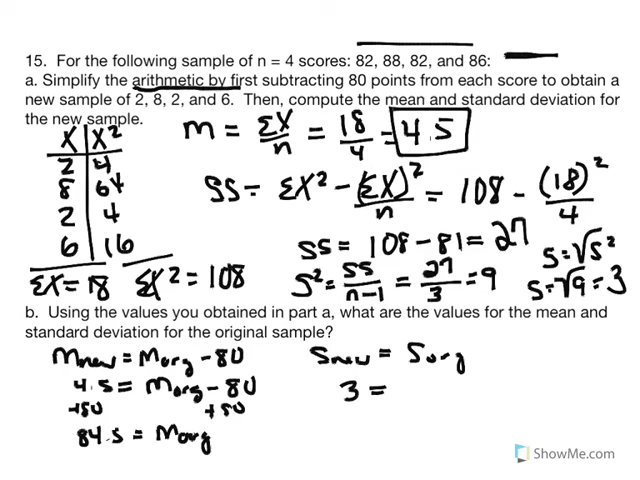 15. For the following sample of n = 4 scores: 82, 88, 82, and 86:
a. Simplify the arithmetic by first subtracting 80 points from each score to obtain a
new sample of 2, 8, 2, and 6. Then, compute the mean and standard deviation for
the new sample.
M = ΣX/n = 18/4 = 4.5
X | X²
2 | 4
8 | 64
2 | 4
6 | 16
ΣX = 18 ΣX² = 108
SS = ΣX² - (ΣX)²/n = 108 - (18)²/4
SS = 108 - 81 = 27
S² = SS/n-1 = 27/3 = 9
S = √S²
S = √9 = 3
b. Using the values you obtained in part a, what are the values for the mean and
standard deviation for the original sample?
Mnew = Morg - 80
4.5 = Morg - 80
+80 +80
84.5 = Morg
Snew = Sorg
3 =
ShowMe.com